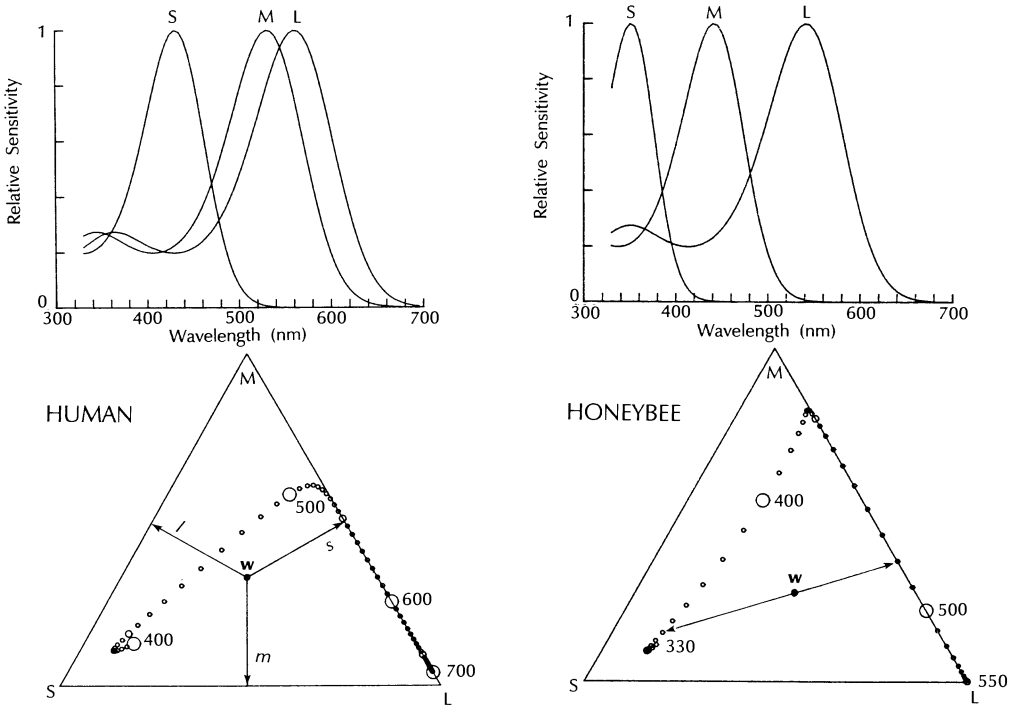 S M L
1
Relative Sensitivity
0
300 400 500 600 700
Wavelength (nm)
S M L
1
Relative Sensitivity
0
300 400 500 600 700
Wavelength (nm)
HUMAN
M
500
l
s
w
600
400
m
700
S
L
HONEYBEE
M
400
w
500
330
550
S
L